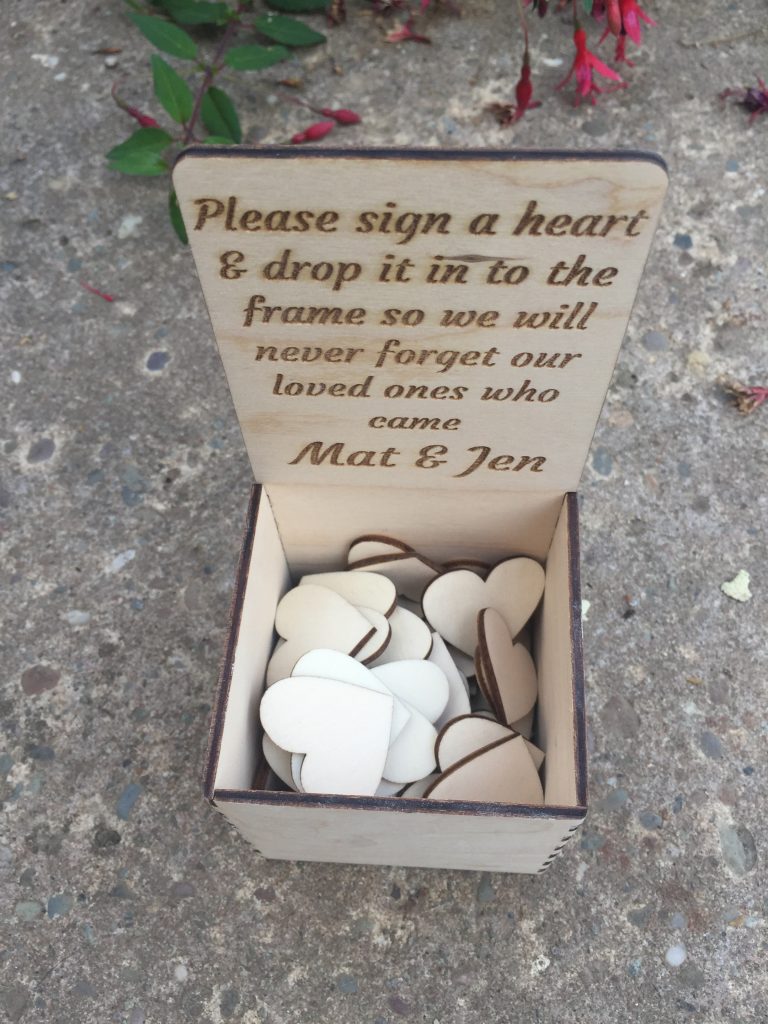 Please sign a heart
& drop it in to the
frame so we will
never forget our
loved ones who
came
Mat & Jen